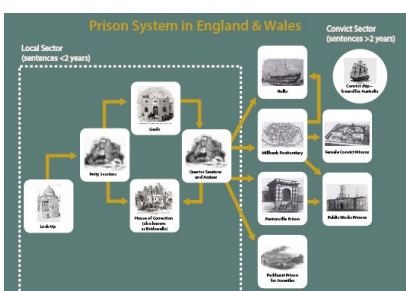 Prison System in England & Wales
Local Sector
(sentences <2 years)
Convict Sector
(sentences >2 years)
Gaols
Hulks
Convict ship –
bound for Australia
Petty Sessions
Quarter Sessions
and Assizes
Millbank Penitentiary
Female Convict Prisons
Lock-Up
House of Correction
(also known
as Bridewells)
Pentonville Prison
Public Works Prisons
Parkhurst Prison
for Juveniles